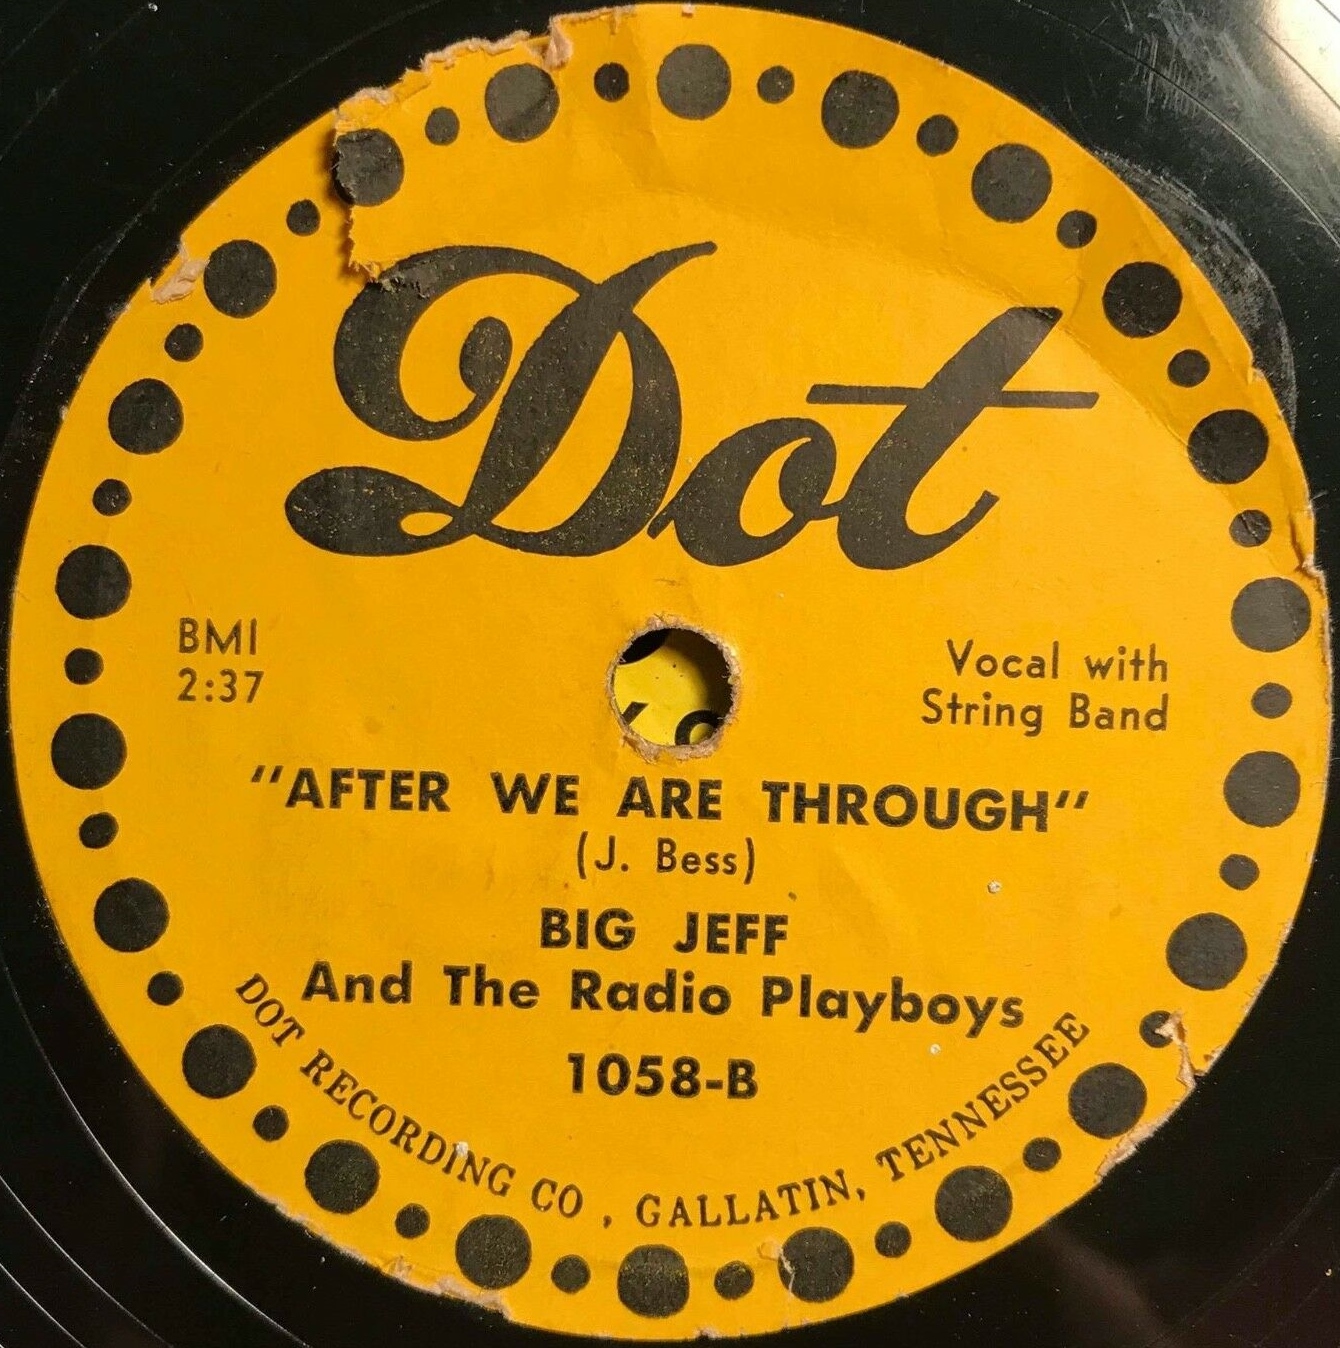 Dot
BMI
2:37
Vocal with
String Band
"AFTER WE ARE THROUGH"
(J. Bess)
BIG JEFF
And The Radio Playboys
1058-B
DOT RECORDING CO , GALLATIN, TENNESSEE